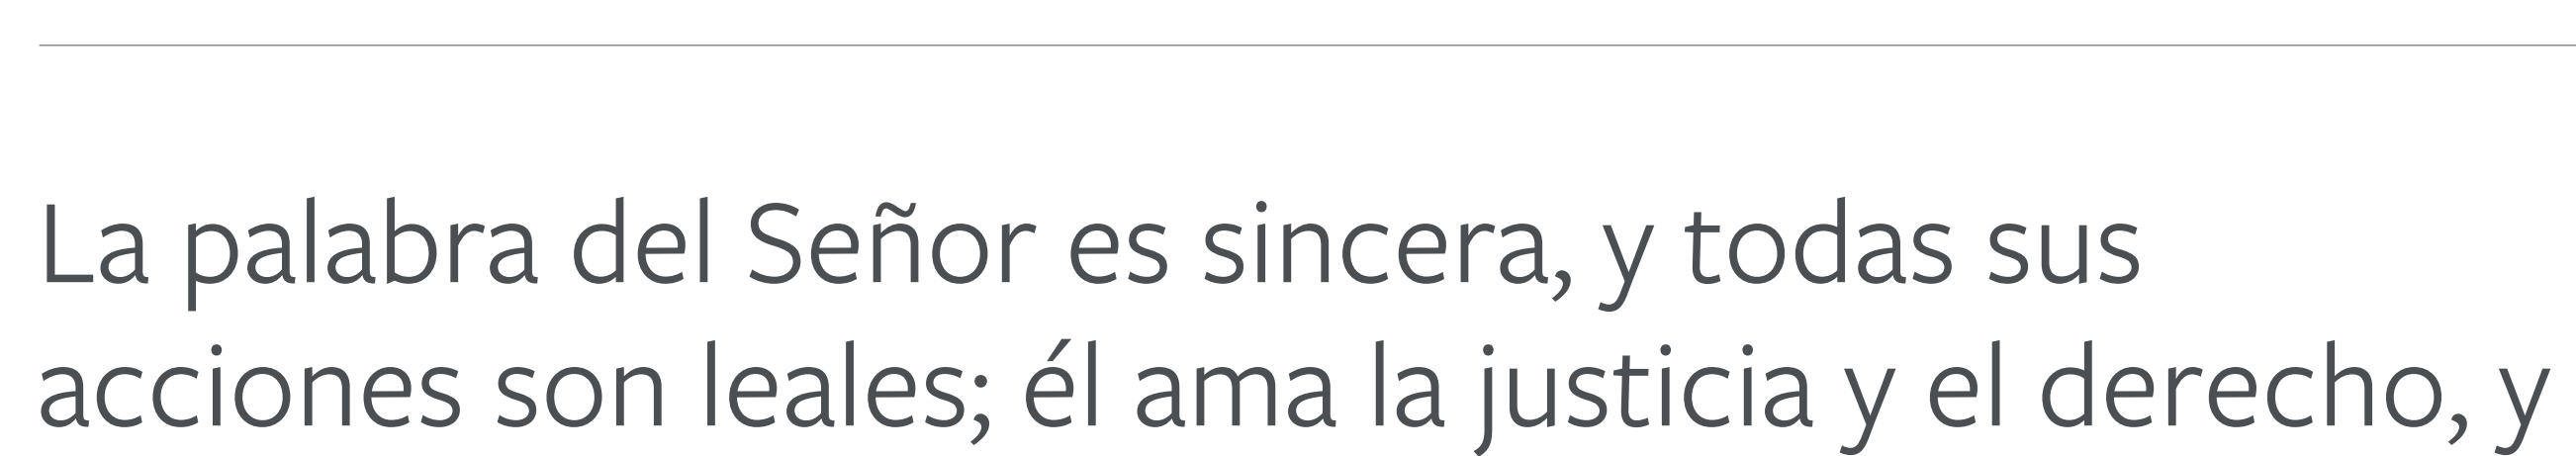 La palabra del Señor es sincera, y todas sus
acciones son leales; él ama la justicia y el derecho, y